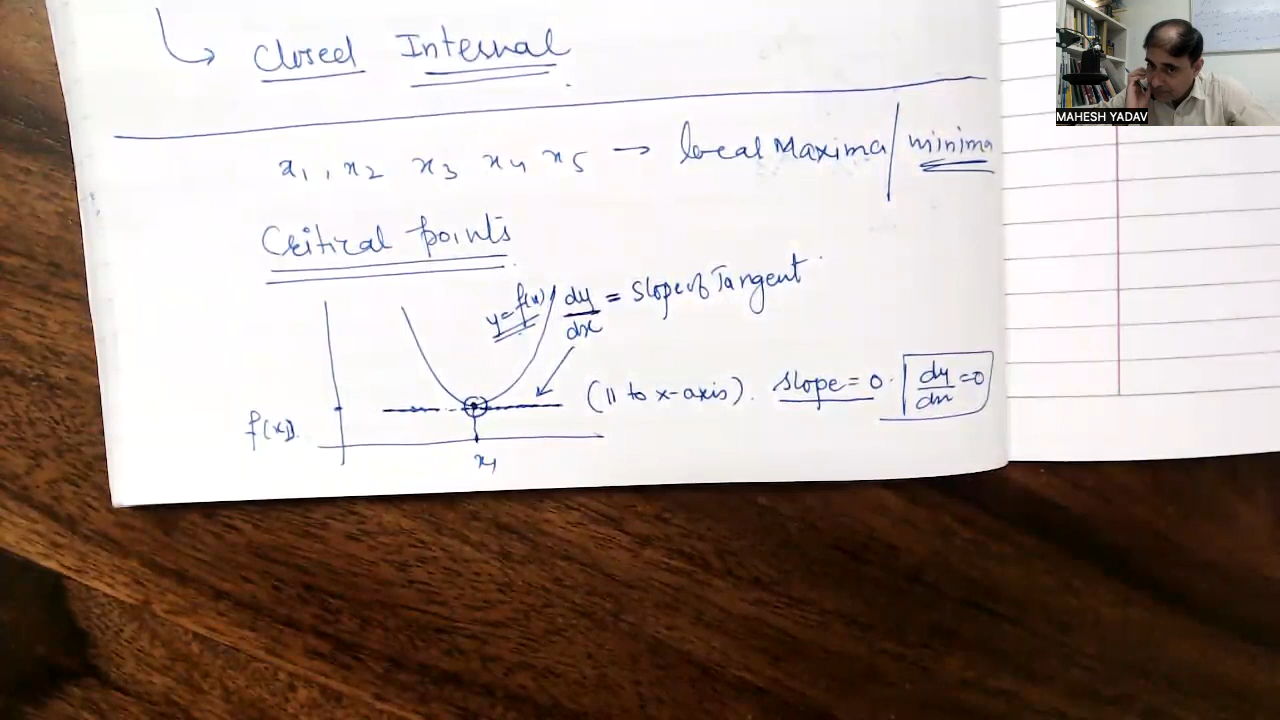 MAHESH YADAV
↳ Closed Interval
x1, x2 x3 x4 x5 → local Maxima / minima
Critical points
y=f(x) dy/dx = Slope of Tangent
(|| to x-axis). slope = 0. dy/dx = 0
f(x1).
x1